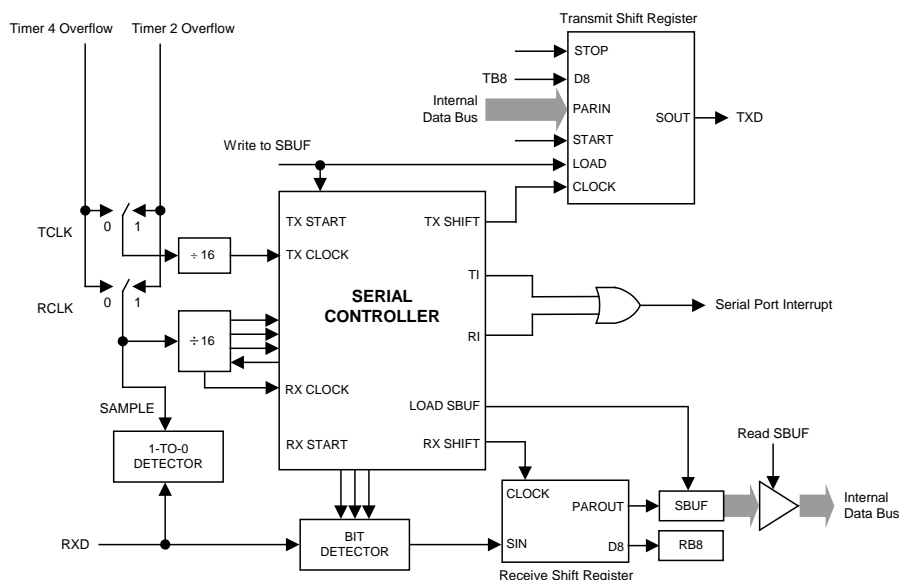 Transmit Shift Register
Timer 4 Overflow
Timer 2 Overflow
STOP
TB8
D8
Internal
Data Bus
PARIN
SOUT
TXD
START
Write to SBUF
LOAD
CLOCK
TX START
TX SHIFT
TCLK
0
1
÷ 16
TX CLOCK
TI
RCLK
0
1
SERIAL
CONTROLLER
Serial Port Interrupt
÷16
RI
RX CLOCK
SAMPLE
LOAD SBUF
1-TO-0
DETECTOR
RX START
RX SHIFT
Read SBUF
CLOCK
PAROUT
SBUF
Internal
Data Bus
RXD
BIT
DETECTOR
SIN
D8
RB8
Receive Shift Register